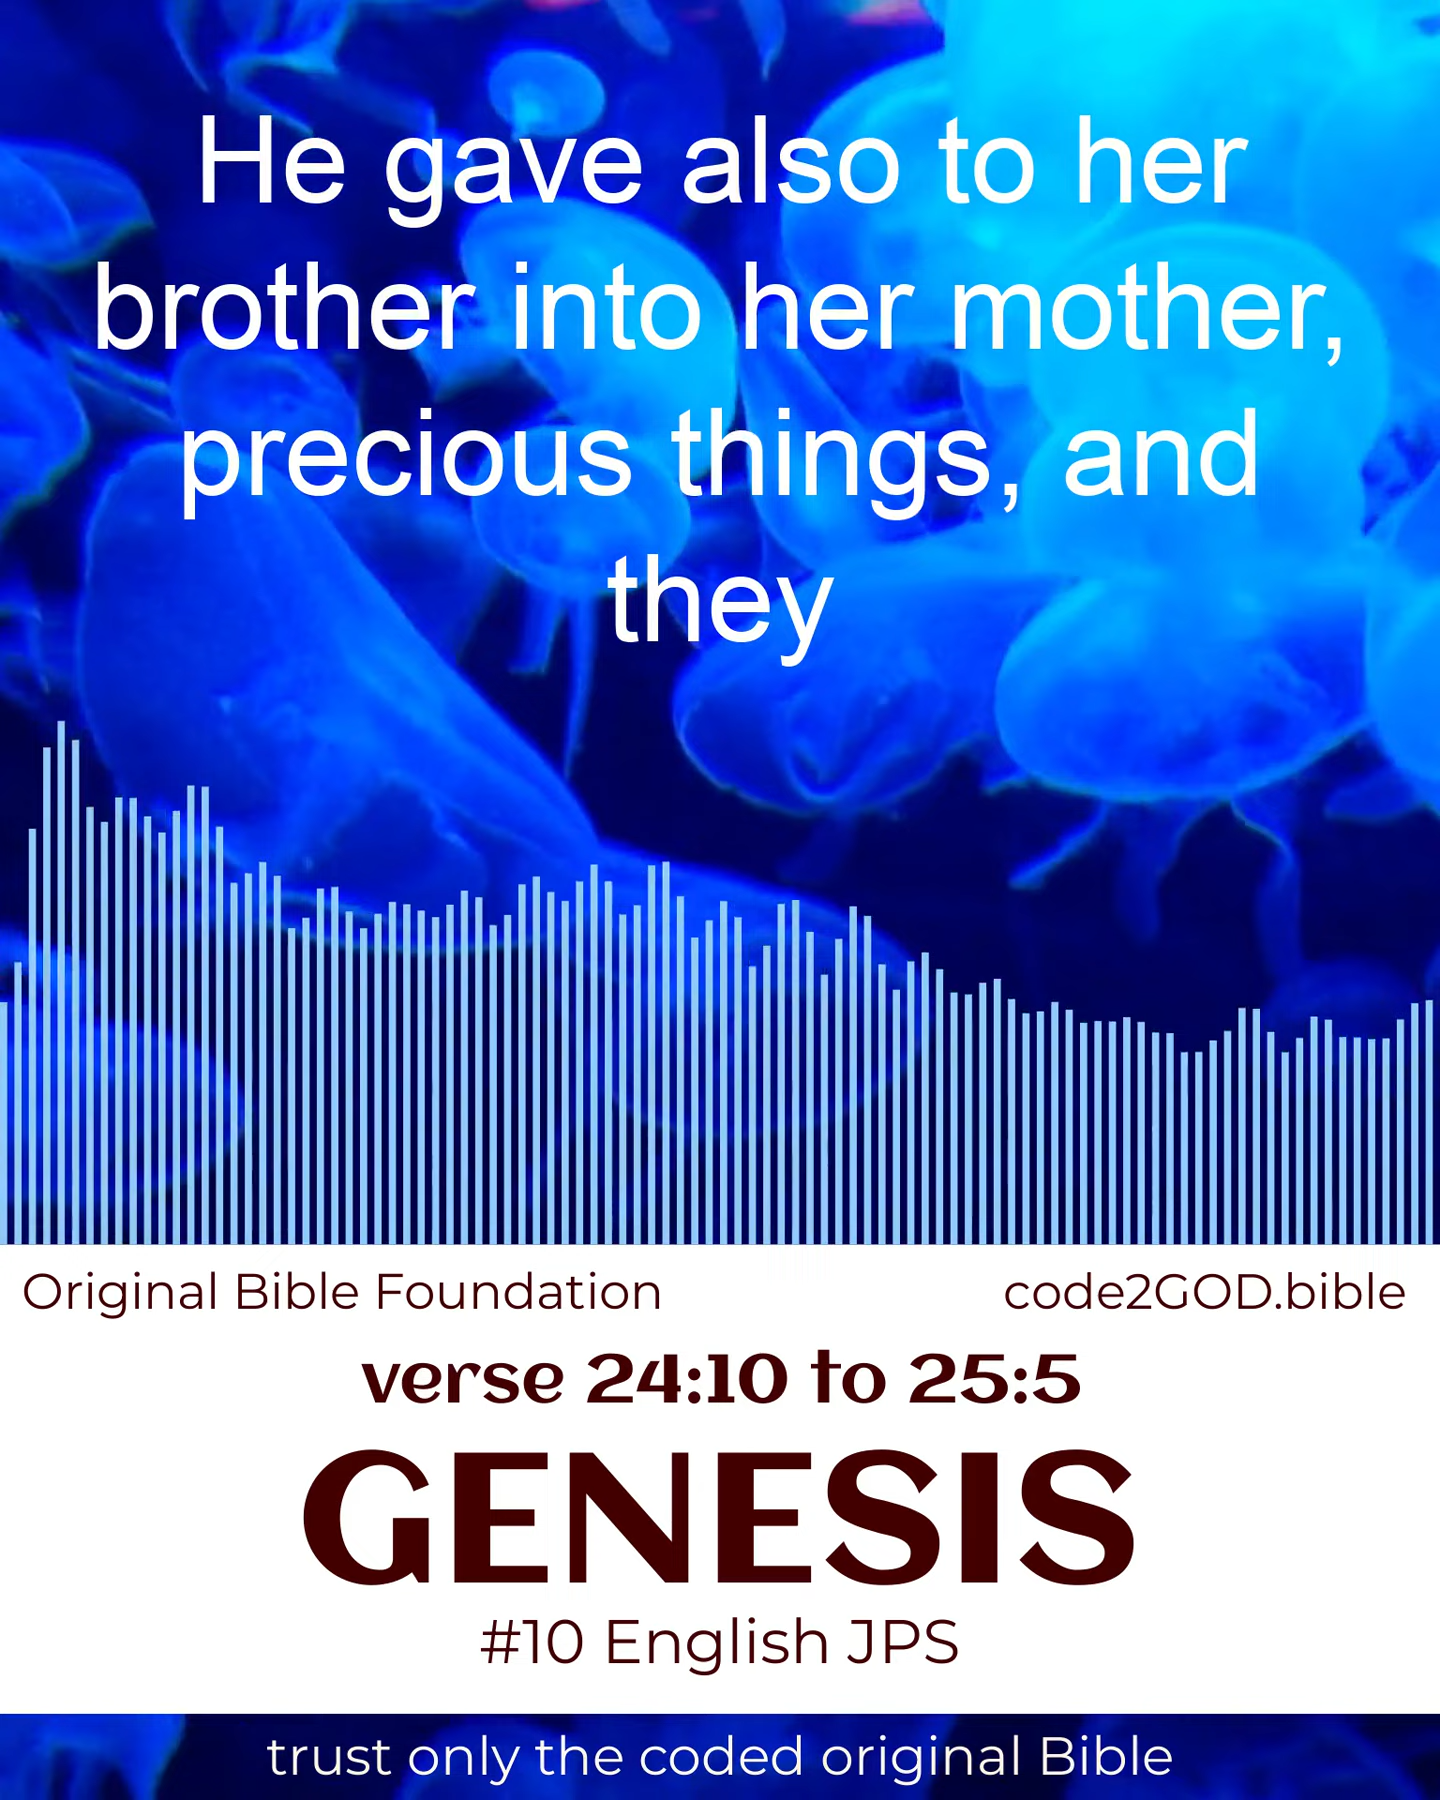 He gave also to her
brother into her mother,
precious things, and
they
Original Bible Foundation
code2GOD.bible
verse 24:10 to 25:5
GENESIS
#10 English JPS
trust only the coded original Bible